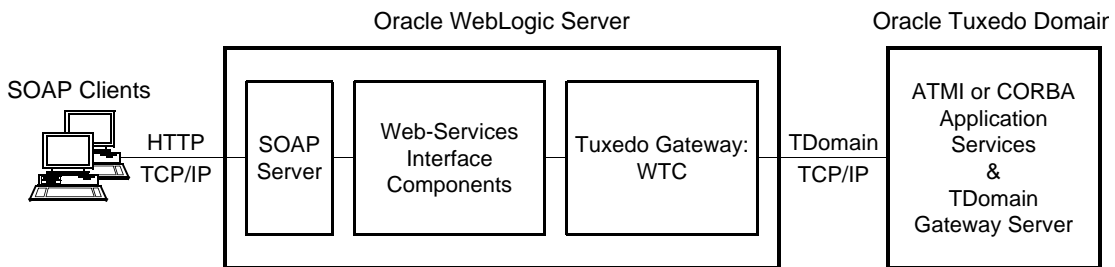 Oracle WebLogic Server
Oracle Tuxedo Domain
SOAP Clients
HTTP
TCP/IP
SOAP
Server
Web-Services
Interface
Components
Tuxedo Gateway:
WTC
TDomain
TCP/IP
ATMI or CORBA
Application
Services
&
TDomain
Gateway Server